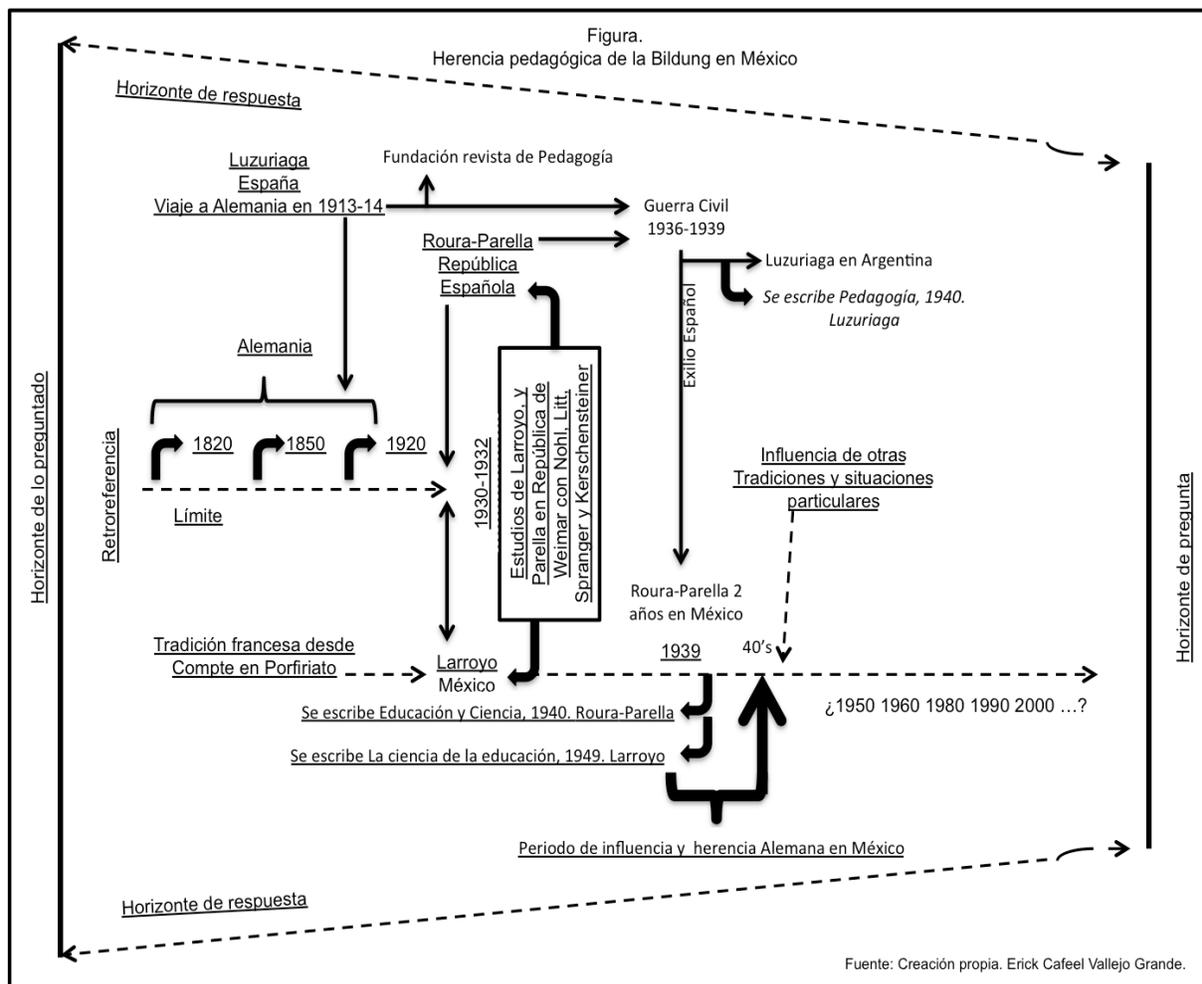 Figura.
Herencia pedagógica de la Bildung en México
Horizonte de respuesta
Luzuriaga
España
Viaje a Alemania en 1913-14
Fundación revista de Pedagogía
Guerra Civil
1936-1939
Roura-Parella
República
Española
Luzuriaga en Argentina
Se escribe Pedagogía, 1940.
Luzuriaga
Exilio Español
Alemania
Horizonte de lo preguntado
Retroreferencia
1820
1850
1920
Límite
1930-1932
Estudios de Larroyo, y
Parella en República de
Weimar con Nohl, Litt,
Spranger y Kerschensteiner
Influencia de otras
Tradiciones y situaciones
particulares
Horizonte de pregunta
Roura-Parella 2
años en México
Tradición francesa desde
Compte en Porfiriato
Larroyo
México
1939
40's
¿1950 1960 1980 1990 2000 ...?
Se escribe Educación y Ciencia, 1940. Roura-Parella
Se escribe La ciencia de la educación, 1949. Larroyo
Periodo de influencia y herencia Alemana en México
Horizonte de respuesta
Fuente: Creación propia. Erick Cafeel Vallejo Grande.